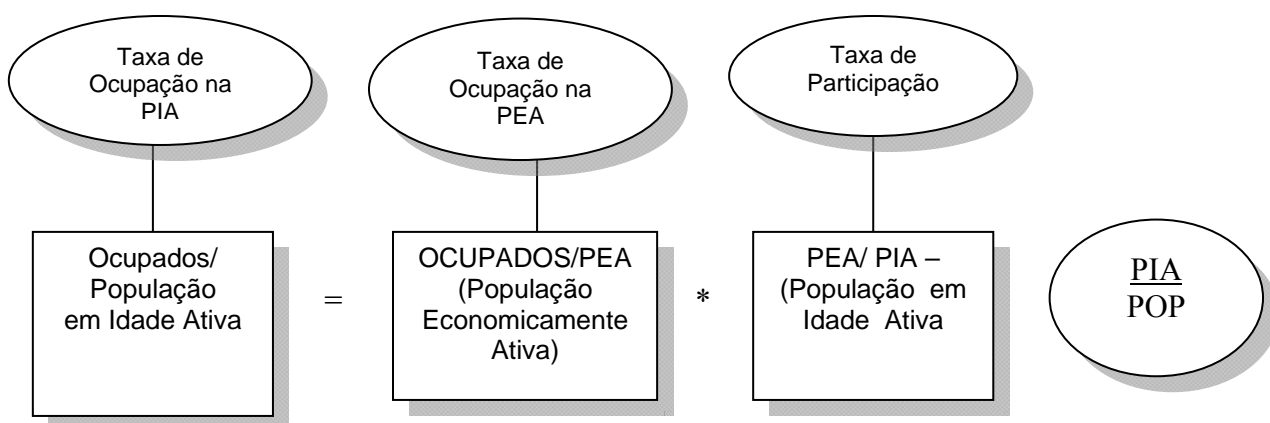 Taxa de
Ocupação na
PIA
Taxa de
Ocupação na
PEA
Taxa de
Participação
Ocupados/
População
em Idade Ativa
=
OCUPADOS/PEA
(População
Economicamente
Ativa)
*
PEA/ PIA –
(População em
Idade Ativa
PIA
POP